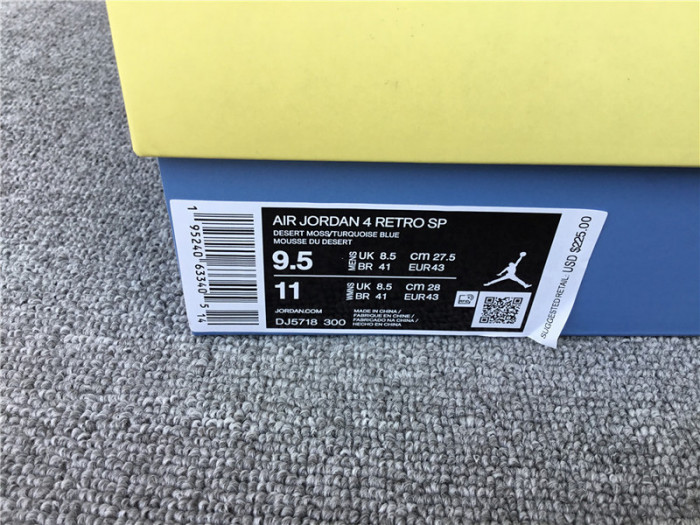 1 95240 63340 5 14
AIR JORDAN 4 RETRO SP
DESERT MOSS/TURQUOISE BLUE
MOUSSE DU DESERT
9.5 MENS UK 8.5 cm 27.5
BR 41 EUR43
11 WMNS UK 8.5 cm 28
BR 41 EUR43
JORDAN.COM
DJ5718 300
MADE IN CHINA /
FABRIQUE EN CHINE /
FABRICADO NA CHINA /
HECHO EN CHINA
SUGGESTED RETAIL: USD $225.00